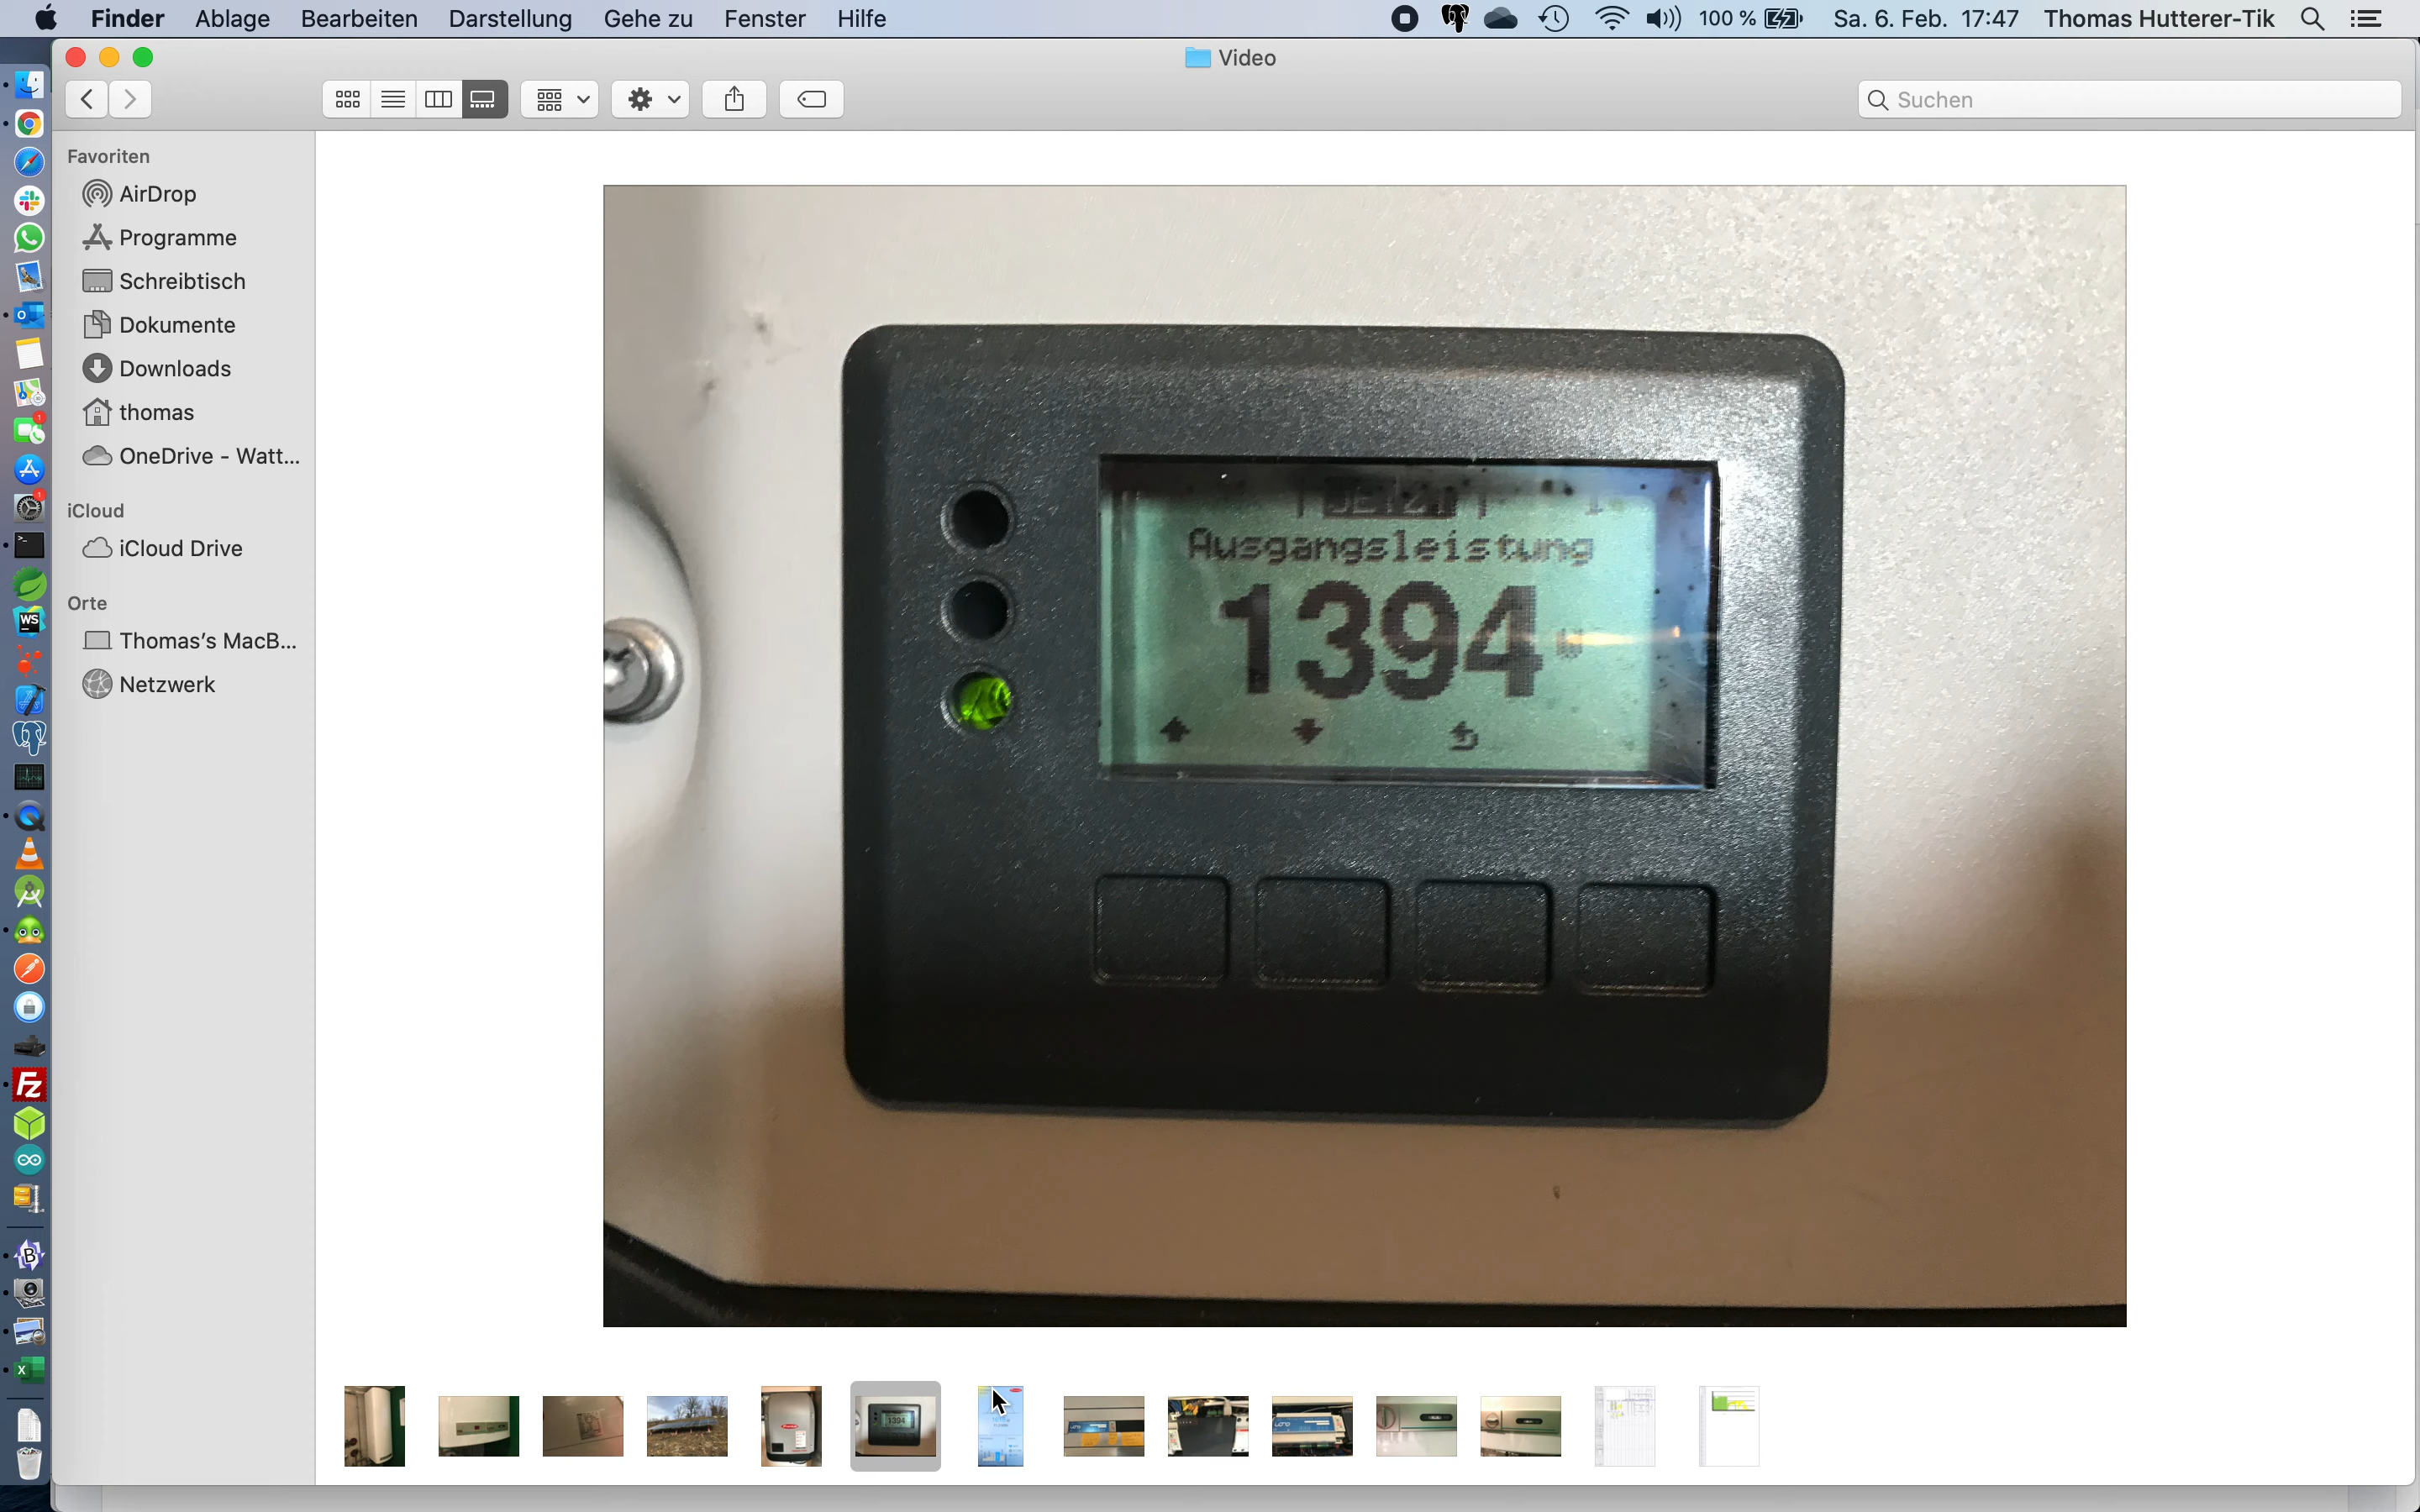 Finder Ablage Bearbeiten Darstellung Gehe zu Fenster Hilfe
100 % Sa. 6. Feb. 17:47 Thomas Hutterer-Tik
Video
Suchen
Favoriten
AirDrop
Programme
Schreibtisch
Dokumente
Downloads
thomas
OneDrive - Watt...
iCloud
iCloud Drive
Orte
Thomas's MacB...
Netzwerk
JETZT
Ausgangsleistung
1394 W